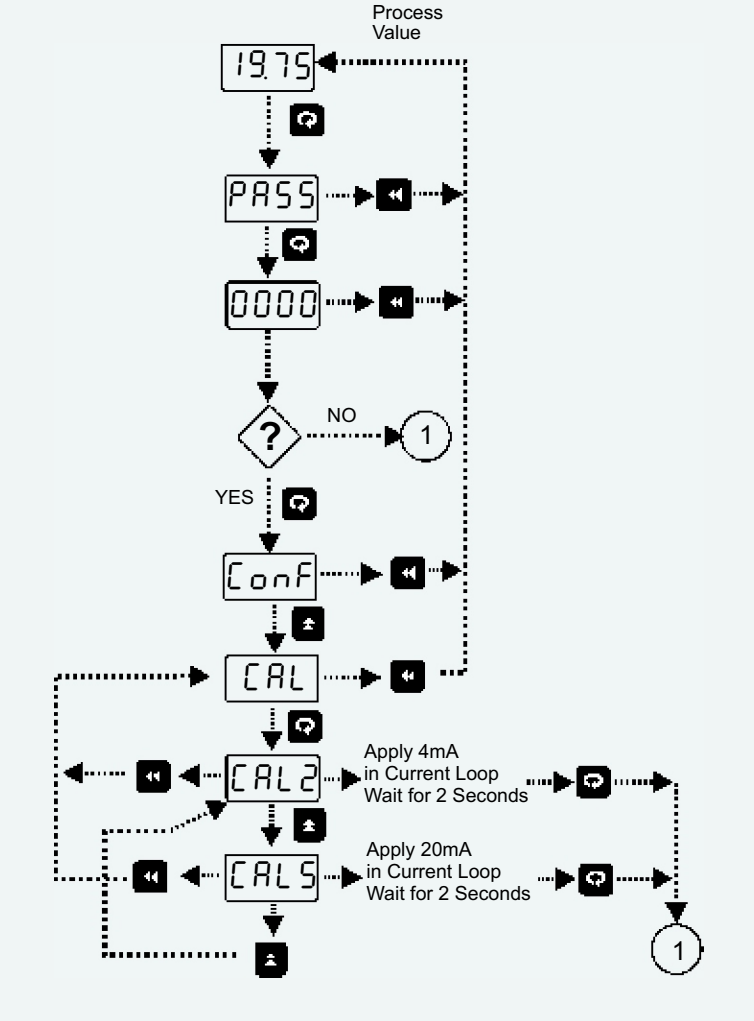 Process
Value
19.75
PASS
0000
?
NO
1
YES
ConF
CAL
CAL2
Apply 4mA
in Current Loop
Wait for 2 Seconds
CALS
Apply 20mA
in Current Loop
Wait for 2 Seconds
1